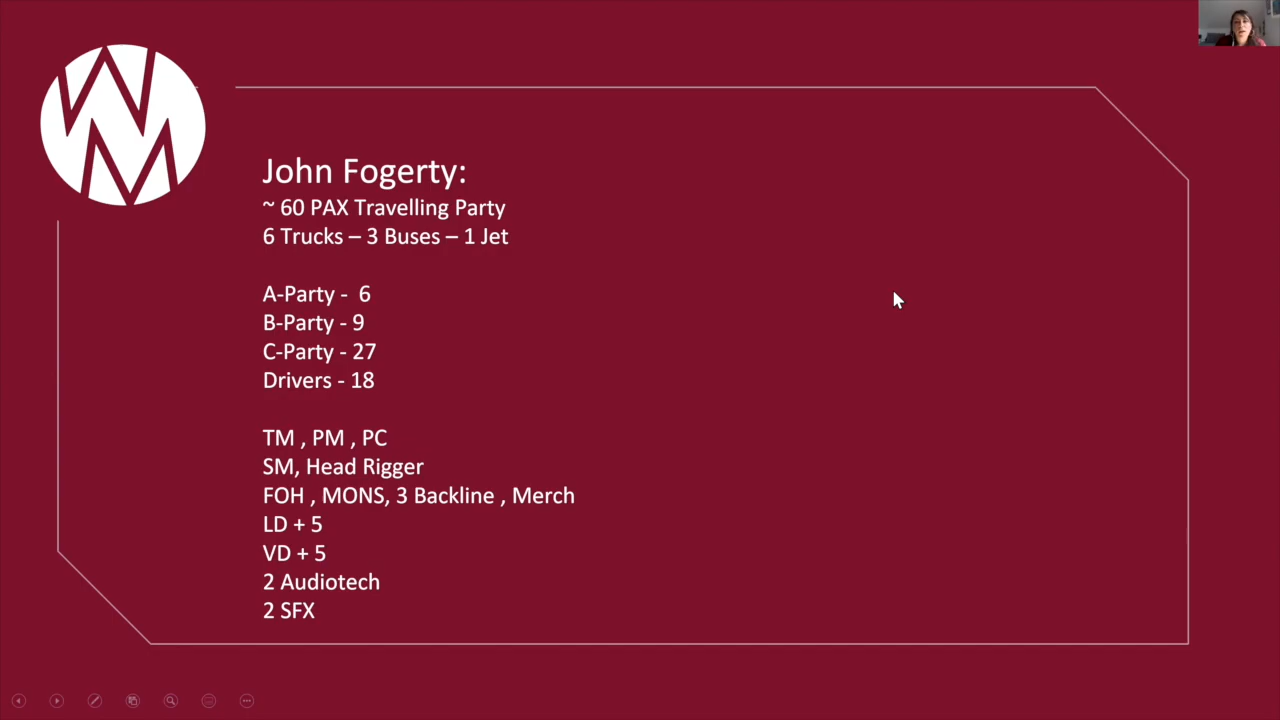 WM
John Fogerty:
~ 60 PAX Travelling Party
6 Trucks – 3 Buses – 1 Jet
A-Party -  6
B-Party - 9
C-Party - 27
Drivers - 18
TM , PM , PC
SM, Head Rigger
FOH , MONS, 3 Backline , Merch
LD + 5
VD + 5
2 Audiotech
2 SFX